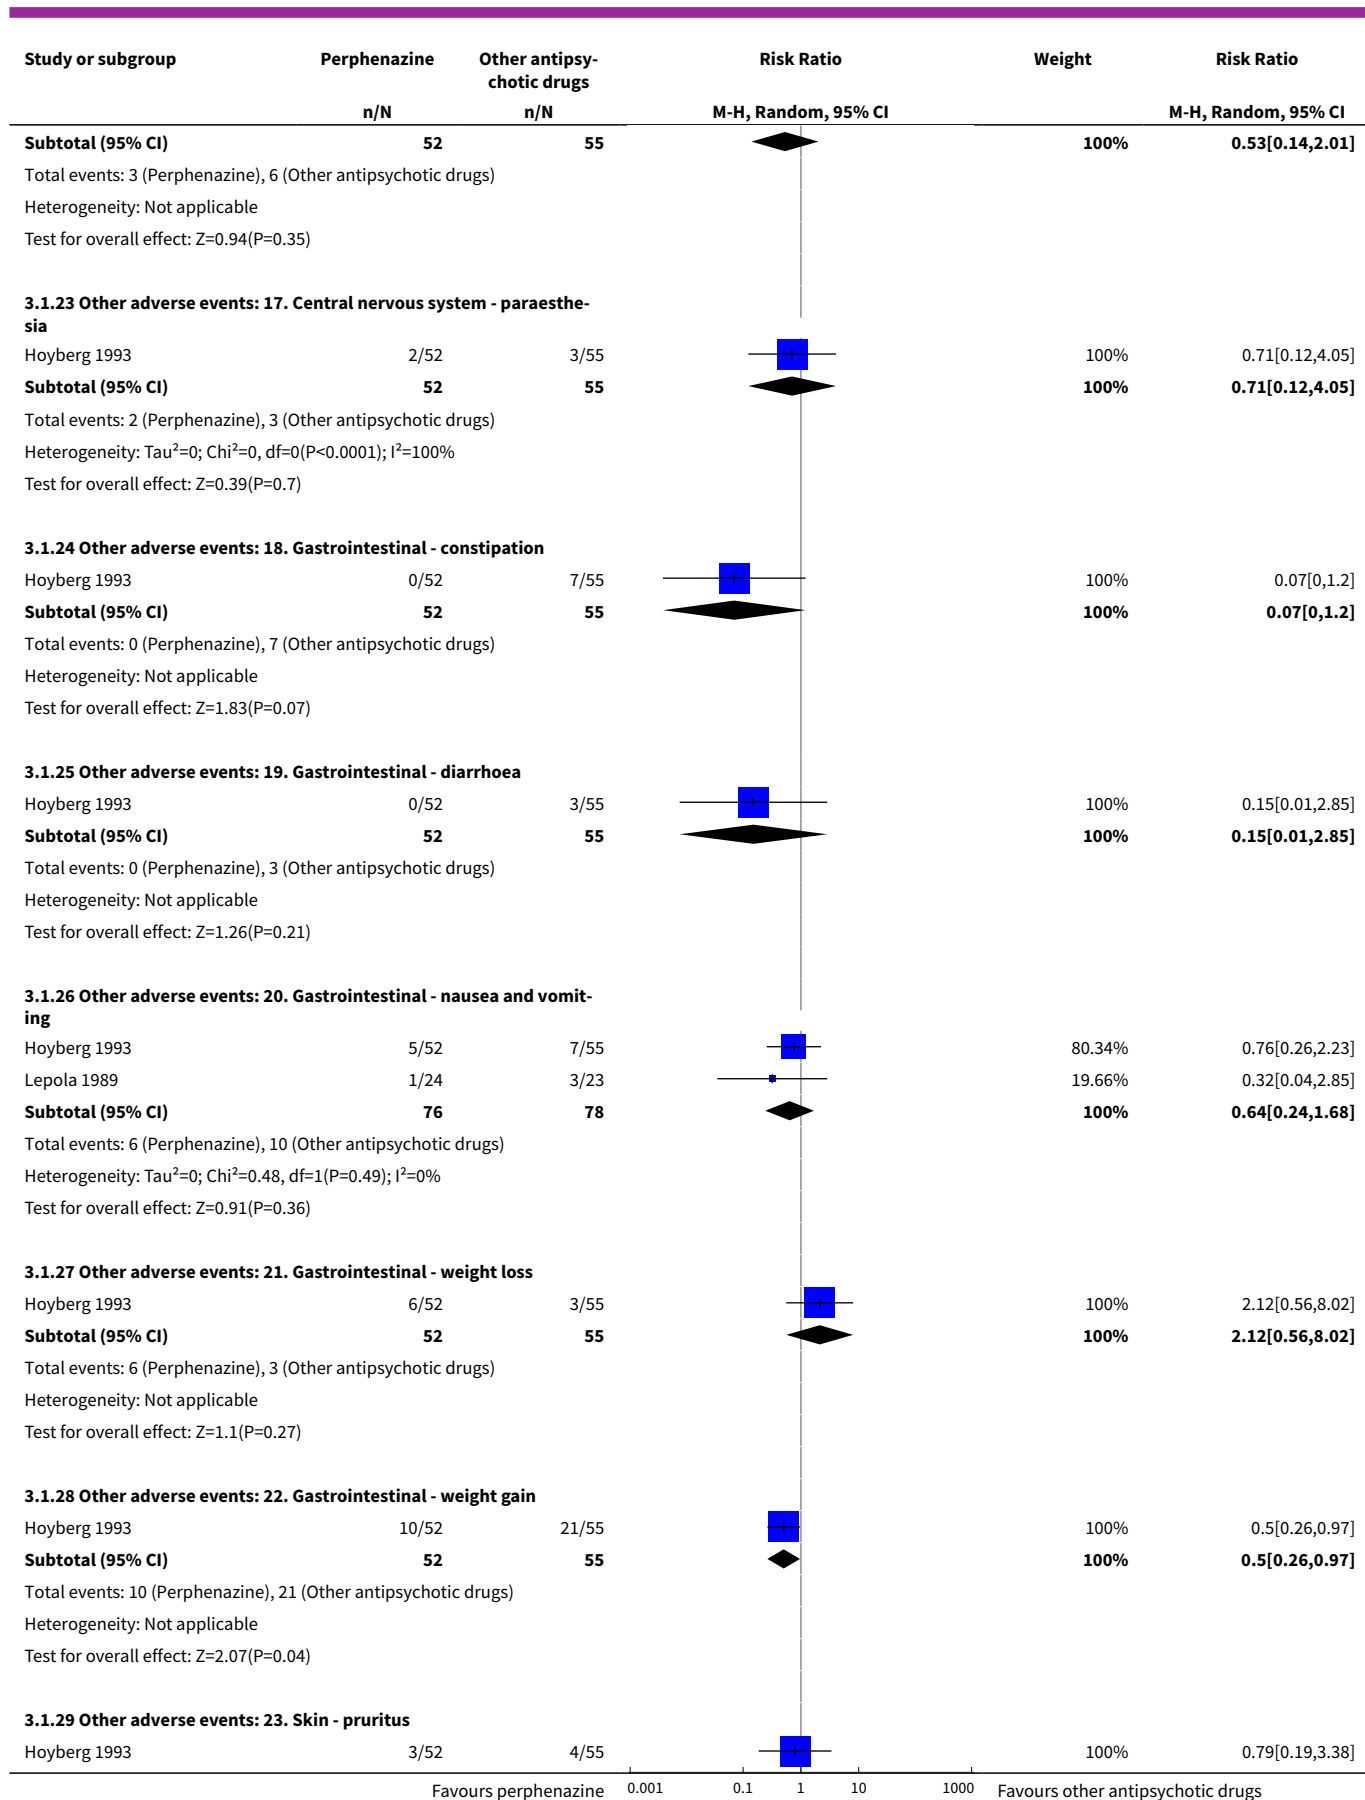 Study or subgroup Perphenazine Other antipsy- Risk Ratio Weight Risk Ratio
chotic drugs
n/N n/N M-H, Random, 95% CI M-H, Random, 95% CI
Subtotal (95% CI) 52 55 100% 0.53[0.14,2.01]
Total events: 3 (Perphenazine), 6 (Other antipsychotic drugs)
Heterogeneity: Not applicable
Test for overall effect: Z=0.94(P=0.35)
3.1.23 Other adverse events: 17. Central nervous system - paraesthe-
sia
Hoyberg 1993 2/52 3/55 100% 0.71[0.12,4.05]
Subtotal (95% CI) 52 55 100% 0.71[0.12,4.05]
Total events: 2 (Perphenazine), 3 (Other antipsychotic drugs)
Heterogeneity: Tau²=0; Chi²=0, df=0(P<0.0001); I²=100%
Test for overall effect: Z=0.39(P=0.7)
3.1.24 Other adverse events: 18. Gastrointestinal - constipation
Hoyberg 1993 0/52 7/55 100% 0.07[0,1.2]
Subtotal (95% CI) 52 55 100% 0.07[0,1.2]
Total events: 0 (Perphenazine), 7 (Other antipsychotic drugs)
Heterogeneity: Not applicable
Test for overall effect: Z=1.83(P=0.07)
3.1.25 Other adverse events: 19. Gastrointestinal - diarrhoea
Hoyberg 1993 0/52 3/55 100% 0.15[0.01,2.85]
Subtotal (95% CI) 52 55 100% 0.15[0.01,2.85]
Total events: 0 (Perphenazine), 3 (Other antipsychotic drugs)
Heterogeneity: Not applicable
Test for overall effect: Z=1.26(P=0.21)
3.1.26 Other adverse events: 20. Gastrointestinal - nausea and vomit-
ing
Hoyberg 1993 5/52 7/55 80.34% 0.76[0.26,2.23]
Lepola 1989 1/24 3/23 19.66% 0.32[0.04,2.85]
Subtotal (95% CI) 76 78 100% 0.64[0.24,1.68]
Total events: 6 (Perphenazine), 10 (Other antipsychotic drugs)
Heterogeneity: Tau²=0; Chi²=0.48, df=1(P=0.49); I²=0%
Test for overall effect: Z=0.91(P=0.36)
3.1.27 Other adverse events: 21. Gastrointestinal - weight loss
Hoyberg 1993 6/52 3/55 100% 2.12[0.56,8.02]
Subtotal (95% CI) 52 55 100% 2.12[0.56,8.02]
Total events: 6 (Perphenazine), 3 (Other antipsychotic drugs)
Heterogeneity: Not applicable
Test for overall effect: Z=1.1(P=0.27)
3.1.28 Other adverse events: 22. Gastrointestinal - weight gain
Hoyberg 1993 10/52 21/55 100% 0.5[0.26,0.97]
Subtotal (95% CI) 52 55 100% 0.5[0.26,0.97]
Total events: 10 (Perphenazine), 21 (Other antipsychotic drugs)
Heterogeneity: Not applicable
Test for overall effect: Z=2.07(P=0.04)
3.1.29 Other adverse events: 23. Skin - pruritus
Hoyberg 1993 3/52 4/55 100% 0.79[0.19,3.38]
Favours perphenazine 0.001 0.1 1 10 1000 Favours other antipsychotic drugs